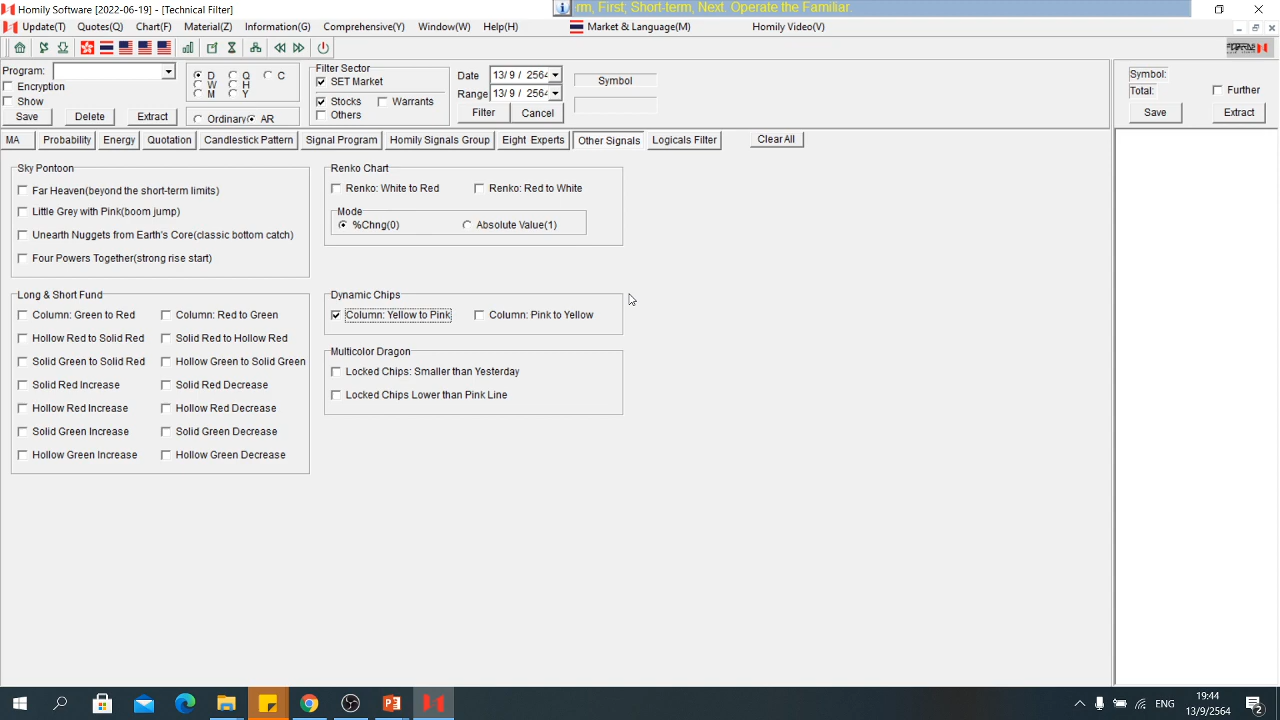 Homily Software [2022-06-19] - [Technical Filter]
rm, First; Short-term, Next. Operate the Familiar
Update(T) Quotes(Q) Chart(F) Material(Z) Information(G) Comprehensive(Y) Window(W) Help(H) Market & Language(M) Homily Video(V)
Program:
Encryption
Show
Save Delete Extract
D Q C
W H
M Y
Ordinary AR
Filter Sector
SET Market
Stocks Warrants
Others
Date 13/ 9 / 2564
Range 13/ 9 / 2564
Filter Cancel
Symbol
Symbol:
Total:
Further
Save Extract
MA Probability Energy Quotation Candlestick Pattern Signal Program Homily Signals Group Eight Experts Other Signals Logicals Filter Clear All
Sky Pontoon
Far Heaven(beyond the short-term limits)
Little Grey with Pink(boom jump)
Unearth Nuggets from Earth's Core(classic bottom catch)
Four Powers Together(strong rise start)
Renko Chart
Renko: White to Red Renko: Red to White
Mode
%Chng(0) Absolute Value(1)
Long & Short Fund
Column: Green to Red Column: Red to Green
Hollow Red to Solid Red Solid Red to Hollow Red
Solid Green to Solid Red Hollow Green to Solid Green
Solid Red Increase Solid Red Decrease
Hollow Red Increase Hollow Red Decrease
Solid Green Increase Solid Green Decrease
Hollow Green Increase Hollow Green Decrease
Dynamic Chips
Column: Yellow to Pink Column: Pink to Yellow
Multicolor Dragon
Locked Chips: Smaller than Yesterday
Locked Chips Lower than Pink Line
ENG
19:44
13/9/2564
2